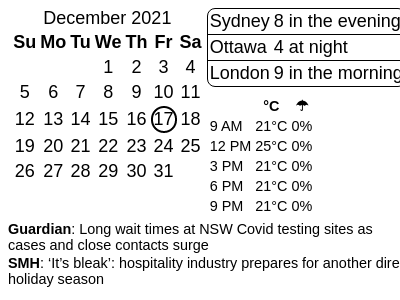 December 2021
Su Mo Tu We Th Fr Sa
1 2 3 4
5 6 7 8 9 10 11
12 13 14 15 16 17 18
19 20 21 22 23 24 25
26 27 28 29 30 31
Sydney 8 in the evening
Ottawa 4 at night
London 9 in the morning
°C ☂
9 AM 21°C 0%
12 PM 25°C 0%
3 PM 21°C 0%
6 PM 21°C 0%
9 PM 21°C 0%
Guardian: Long wait times at NSW Covid testing sites as
cases and close contacts surge
SMH: ‘It’s bleak’: hospitality industry prepares for another dire
holiday season